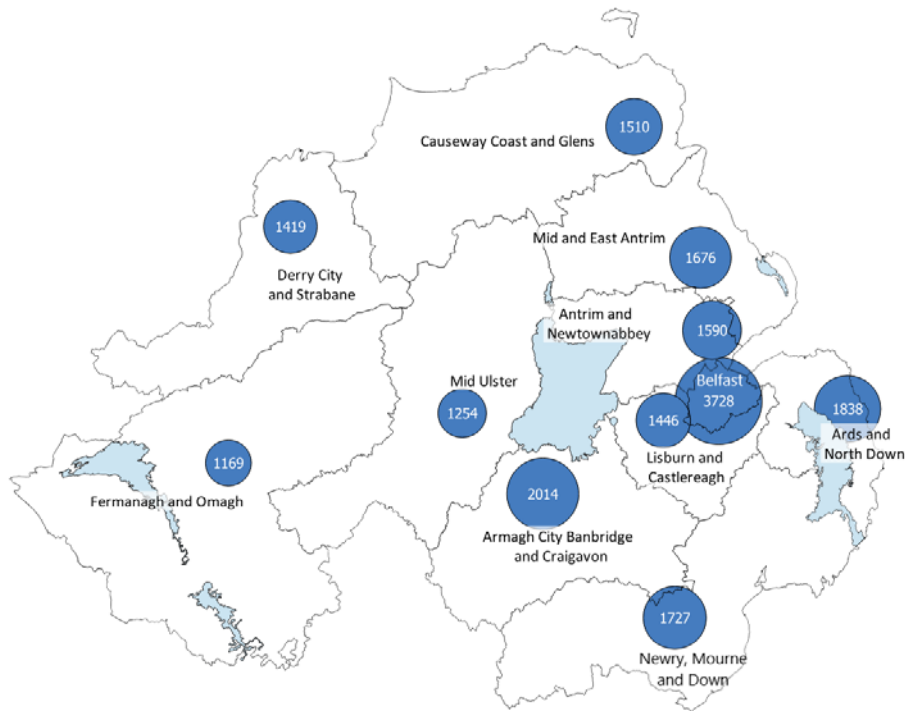 1510
Causeway Coast and Glens
1419
Derry City
and Strabane
Mid and East Antrim
1676
Antrim and
Newtownabbey
1590
Mid Ulster
1254
Belfast
3728
1446
Lisburn and
Castlereagh
1838
Ards and
North Down
1169
Fermanagh and Omagh
2014
Armagh City Banbridge
and Craigavon
1727
Newry, Mourne
and Down